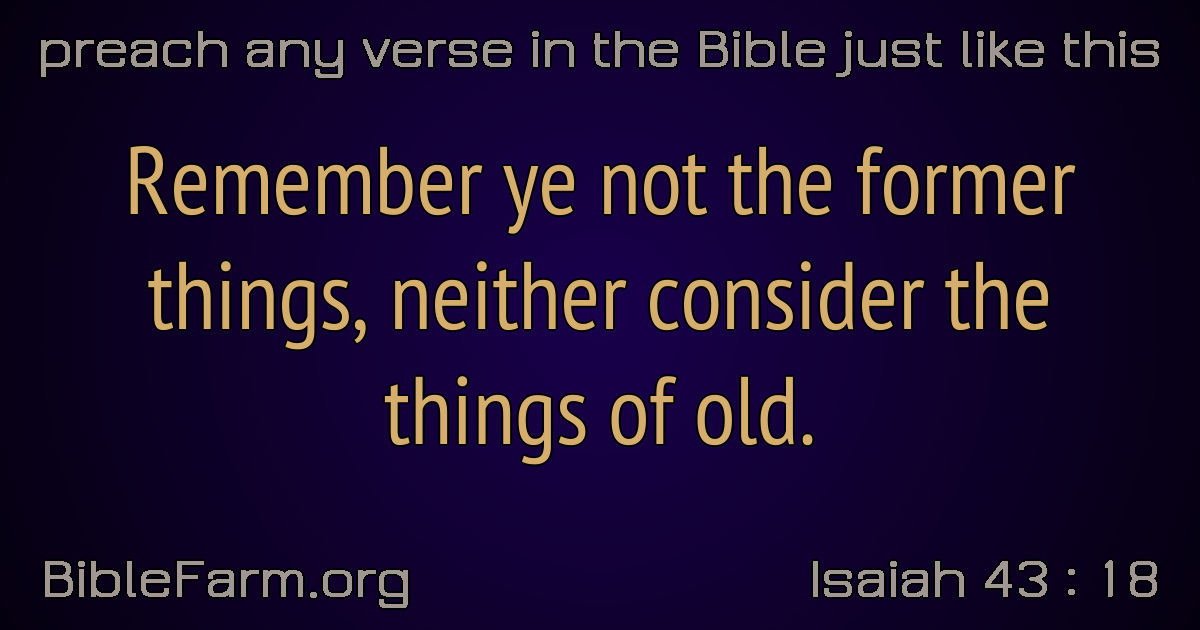 preach any verse in the Bible just like this
Remember ye not the former
things, neither consider the
things of old.
BibleFarm.org
Isaiah 43 : 18